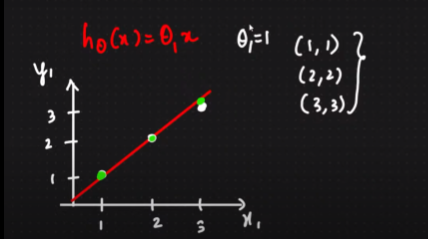 hθ(x)=θ₁x θ₁=1 (1,1)
(2,2)
(3,3)
y₁
3
2
1
1 2 3 x₁